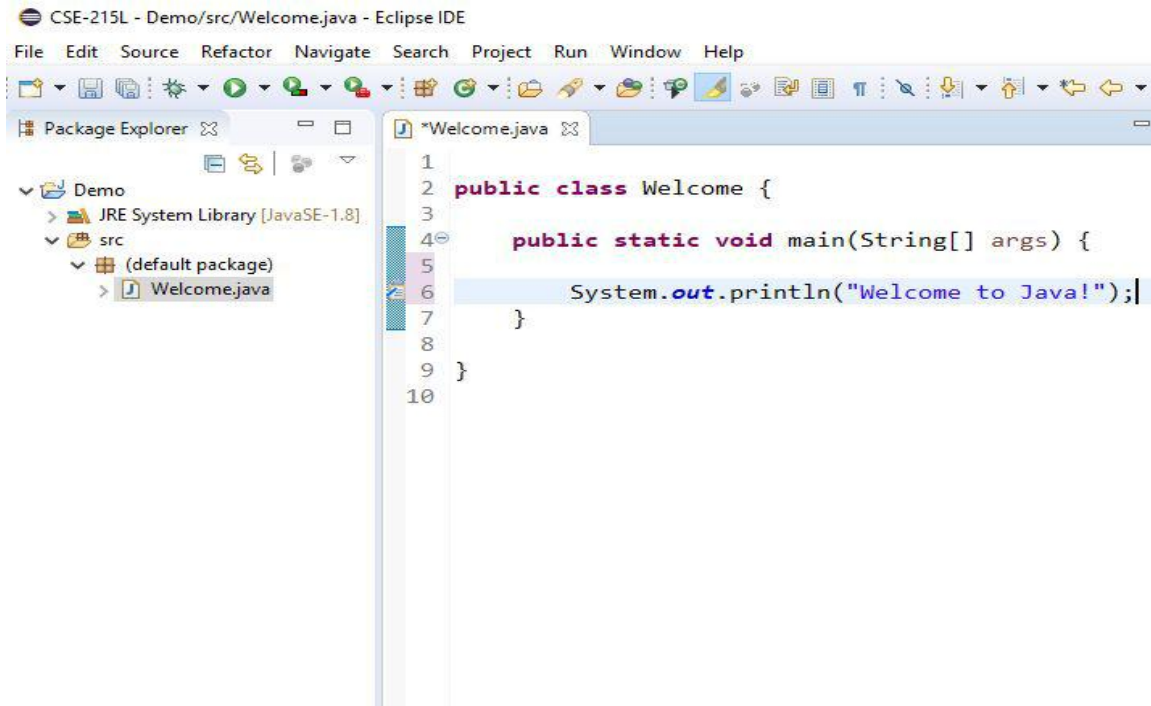 CSE-215L - Demo/src/Welcome.java - Eclipse IDE
File Edit Source Refactor Navigate Search Project Run Window Help
Package Explorer
Demo
JRE System Library [JavaSE-1.8]
src
(default package)
Welcome.java
*Welcome.java
1
2 public class Welcome {
3
4 public static void main(String[] args) {
5
6 System.out.println("Welcome to Java!");
7 }
8
9 }
10